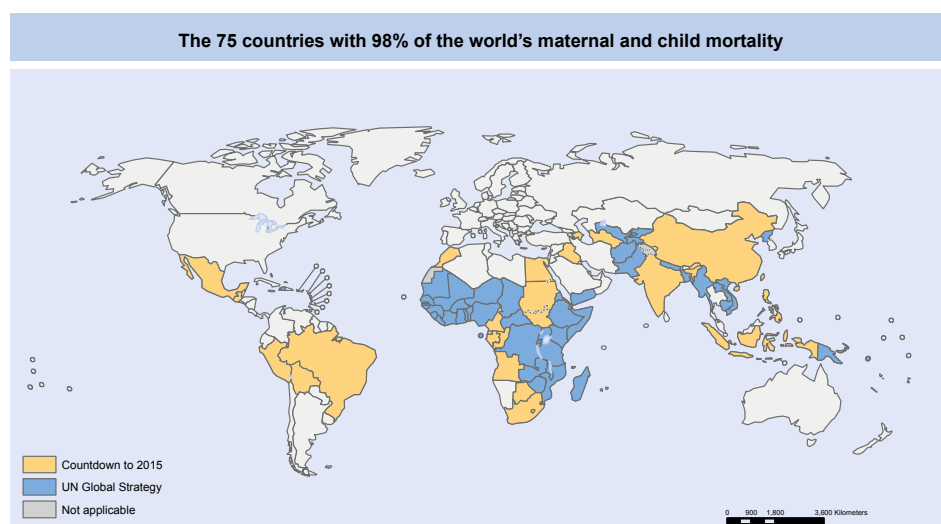 The 75 countries with 98% of the world's maternal and child mortality
Countdown to 2015
UN Global Strategy
Not applicable
0 900 1,800 3,600 Kilometers